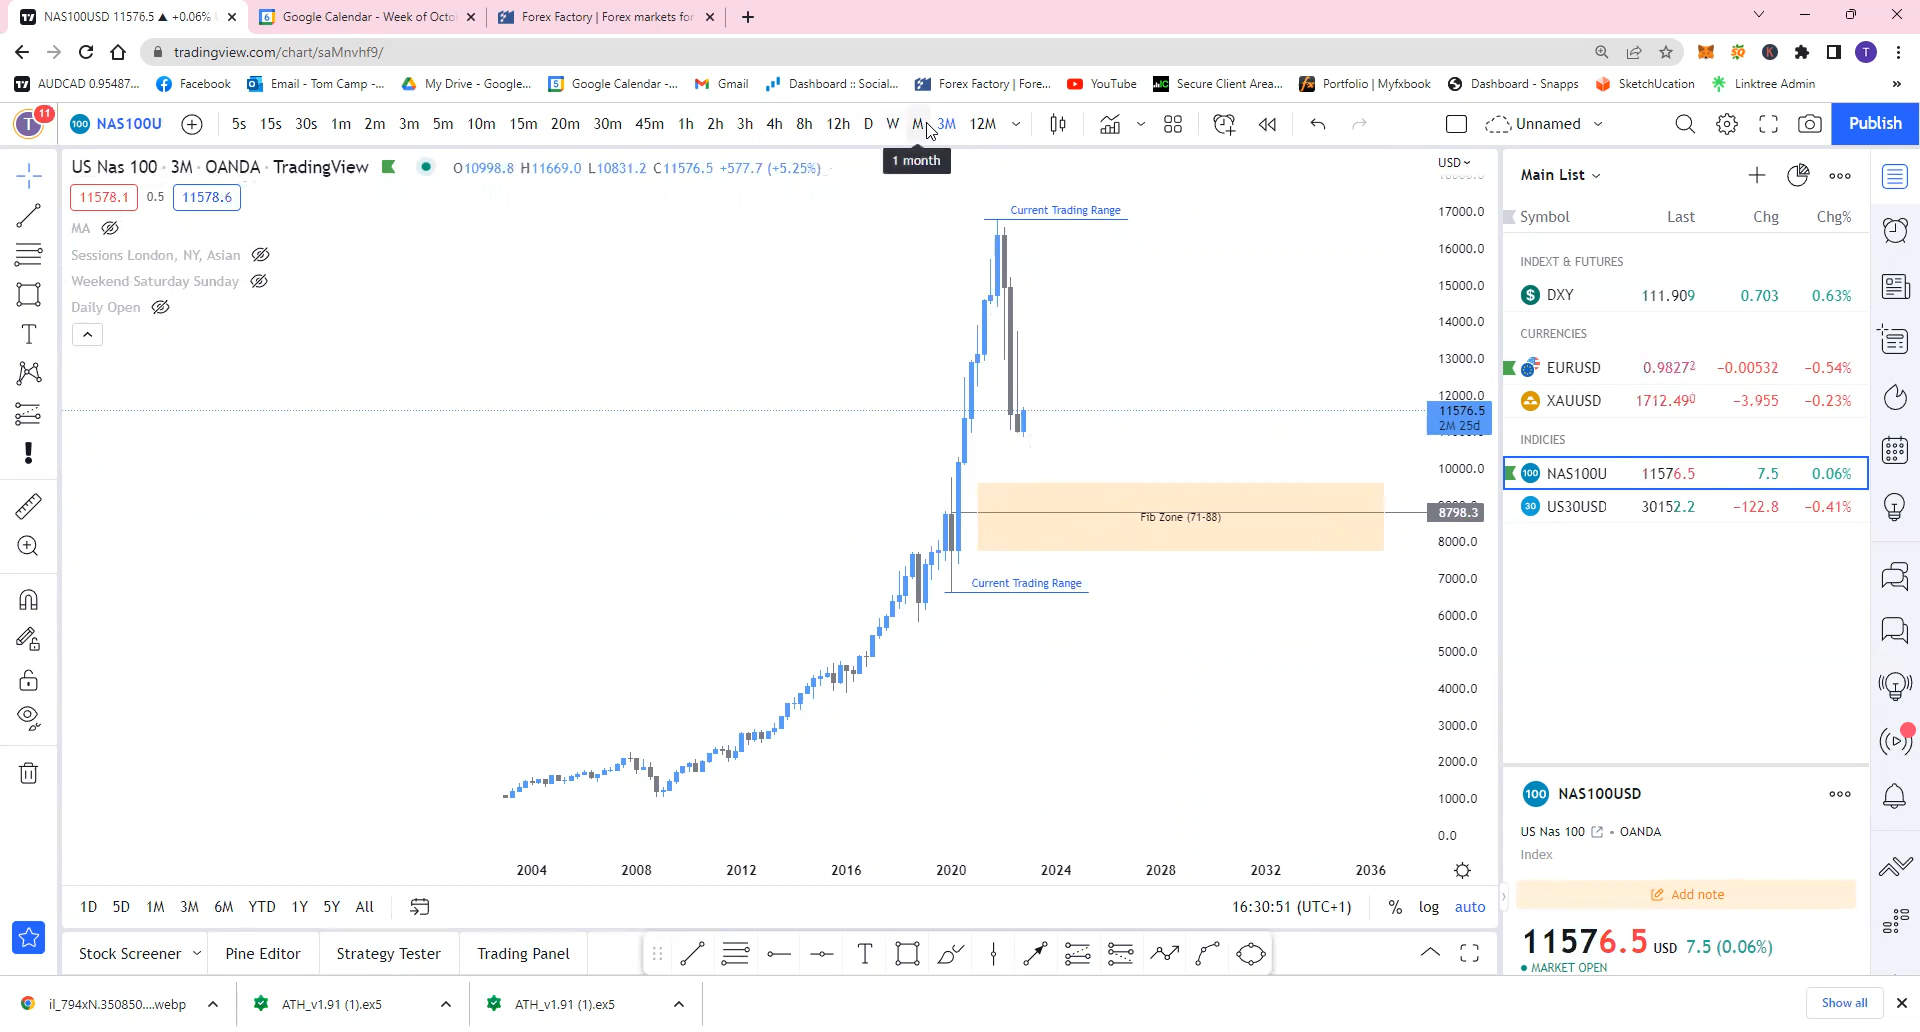 NAS100USD 11576.5 ▲ +0.06%
Google Calendar - Week of Octo
Forex Factory | Forex markets for
tradingview.com/chart/saMnvhf9/
T
AUDCAD 0.95487...
Facebook
Email - Tom Camp -...
My Drive - Google...
Google Calendar -...
Gmail
Dashboard :: Social...
Forex Factory | Fore...
YouTube
Secure Client Area...
Portfolio | Myfxbook
Dashboard - Snapps
SketchUcation
Linktree Admin
»
T 11
100 NAS100U
5s 15s 30s 1m 2m 3m 5m 10m 15m 20m 30m 45m 1h 2h 3h 4h 8h 12h D W M 3M 12M
Unnamed
Publish
1 month
US Nas 100 · 3M · OANDA · TradingView
O10998.8 H11669.0 L10831.2 C11576.5 +577.7 (+5.25%)
11578.1 0.5 11578.6
MA
Sessions London, NY, Asian
Weekend Saturday Sunday
Daily Open
USD
17000.0
16000.0
15000.0
14000.0
13000.0
12000.0
11576.5
2M 25d
10000.0
8798.3
8000.0
7000.0
6000.0
5000.0
4000.0
3000.0
2000.0
1000.0
0.0
Current Trading Range
Fib Zone (71-88)
Current Trading Range
2004 2008 2012 2016 2020 2024 2028 2032 2036
1D 5D 1M 3M 6M YTD 1Y 5Y All
16:30:51 (UTC+1) % log auto
Stock Screener
Pine Editor
Strategy Tester
Trading Panel
Main List
Symbol Last Chg Chg%
INDEXT & FUTURES
DXY 111.909 0.703 0.63%
CURRENCIES
EURUSD 0.98272 −0.00532 −0.54%
XAUUSD 1712.490 −3.955 −0.23%
INDICIES
100 NAS100U 11576.5 7.5 0.06%
30 US30USD 30152.2 −122.8 −0.41%
100 NAS100USD
US Nas 100 • OANDA
Index
Add note
11576.5 USD 7.5 (0.06%)
MARKET OPEN
il_794xN.350850....webp
ATH_v1.91 (1).ex5
ATH_v1.91 (1).ex5
Show all